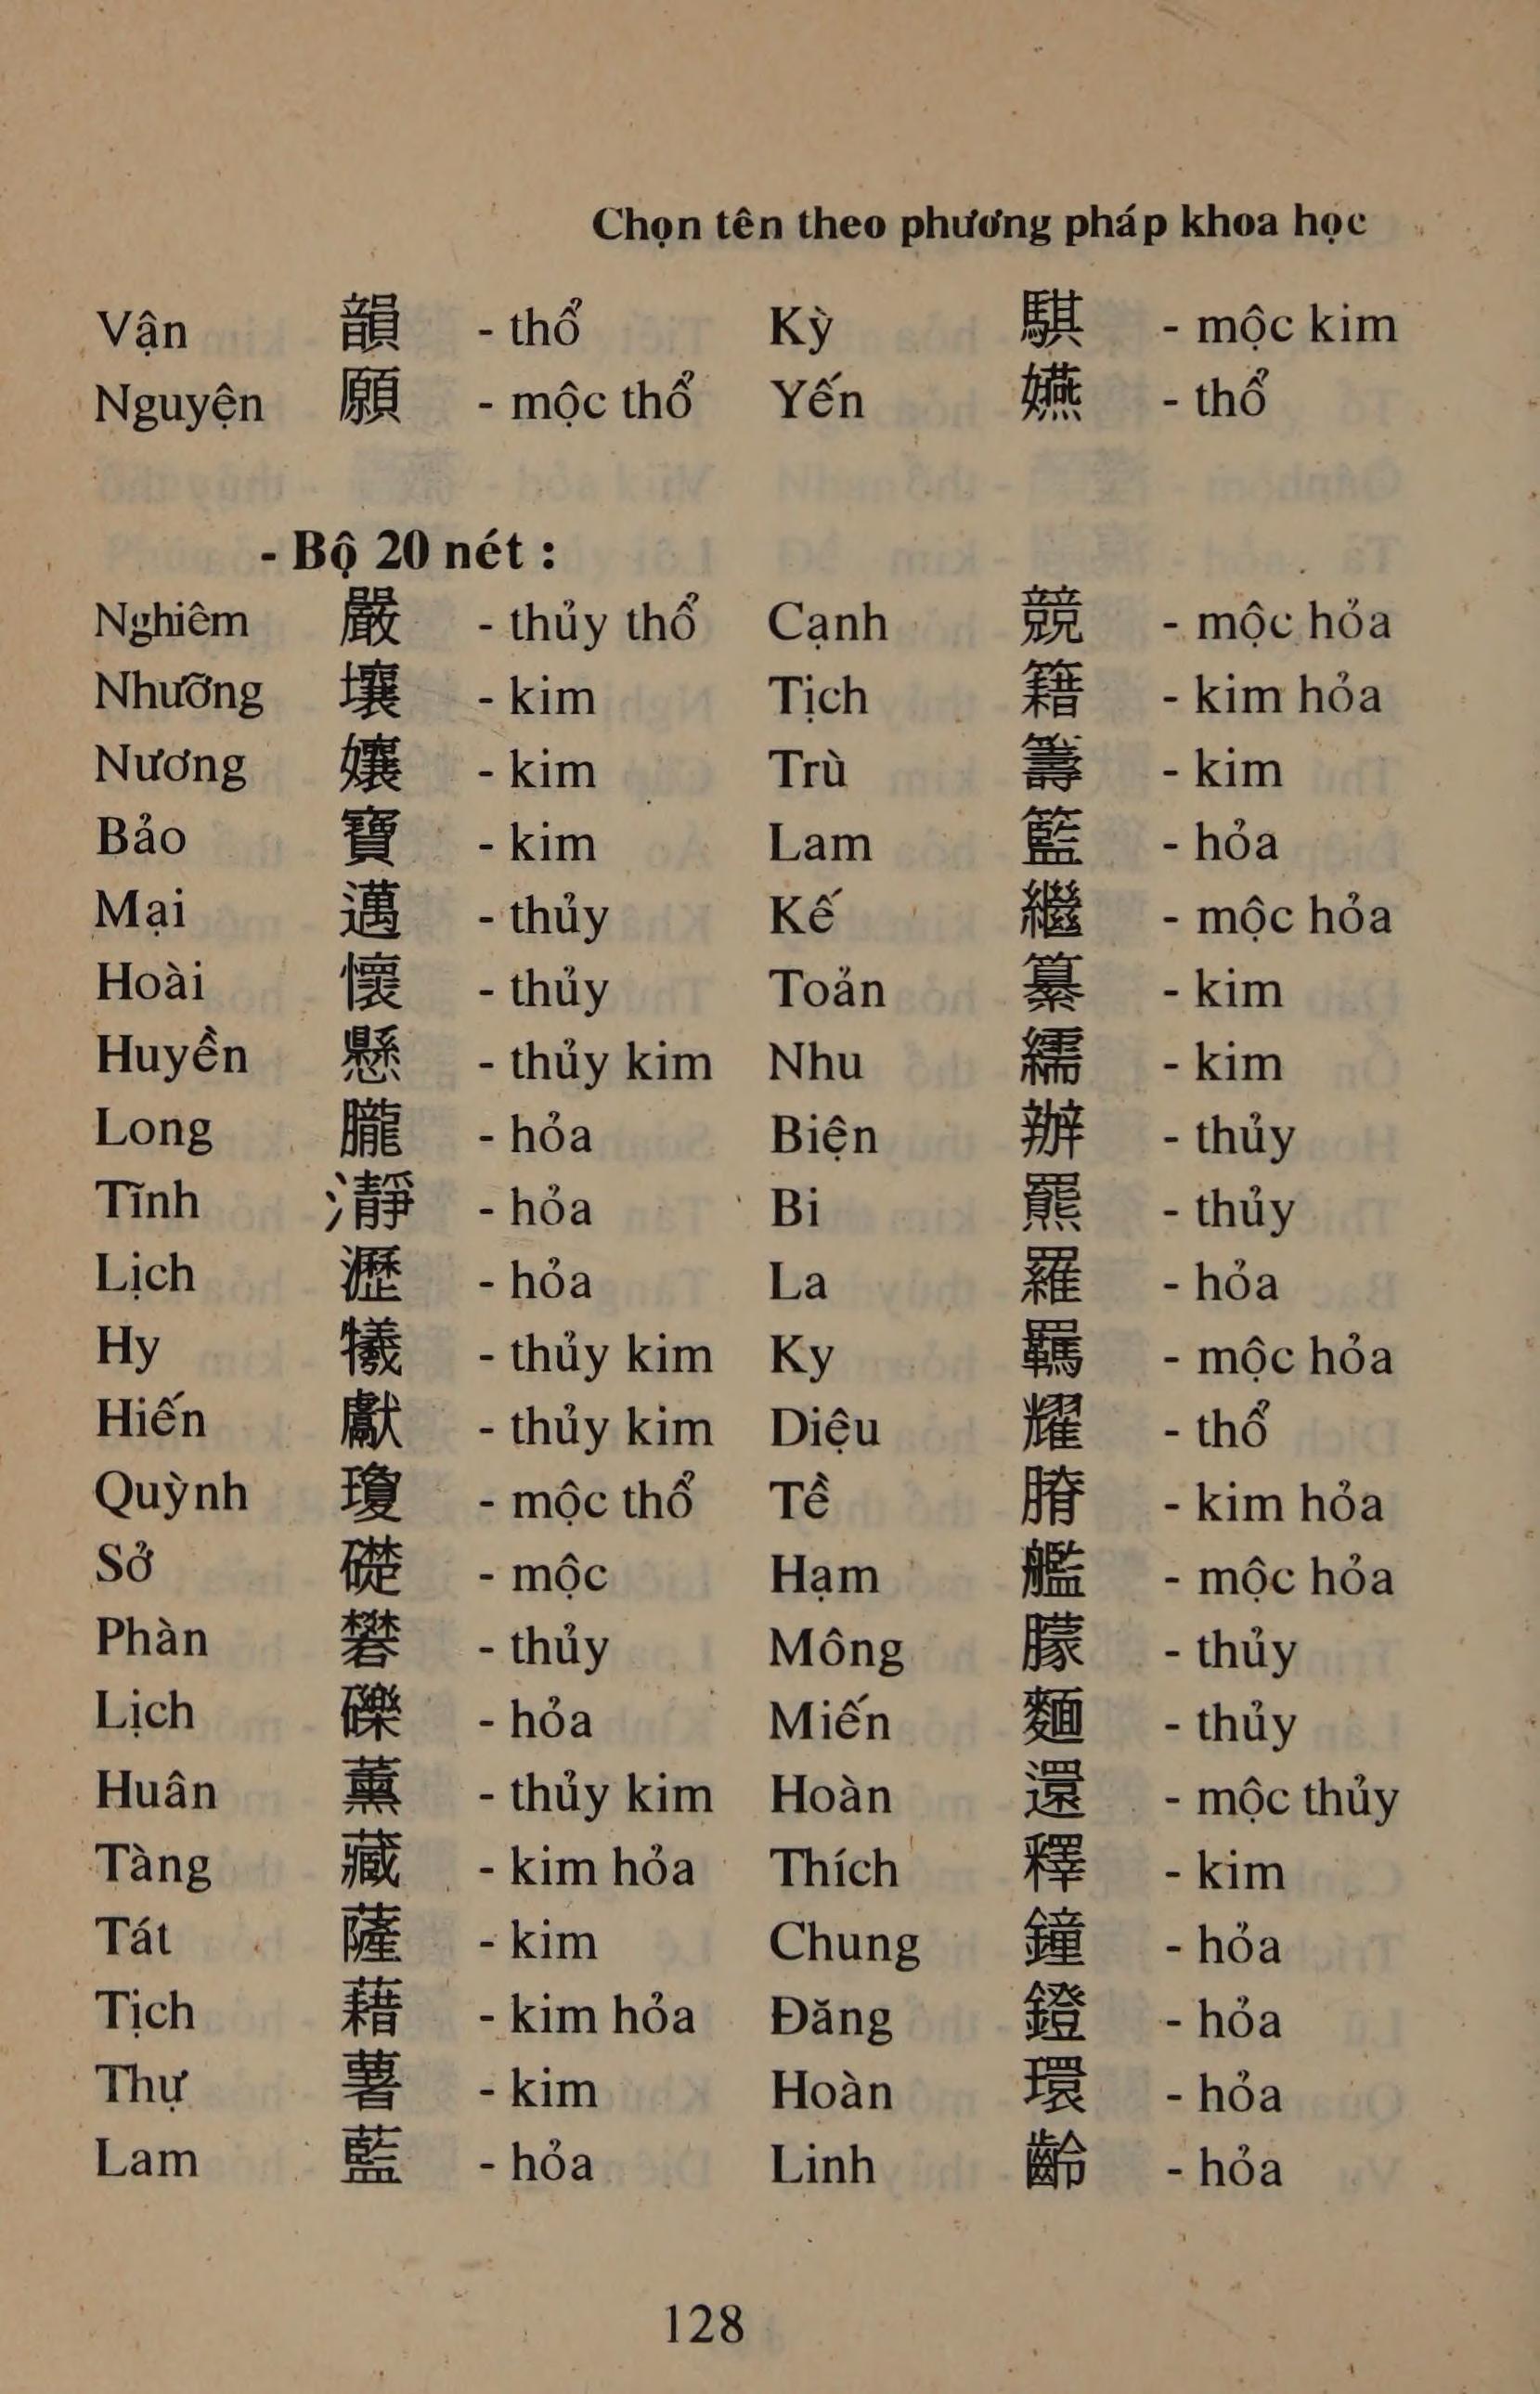 Chọn tên theo phương pháp khoa học
Vận 韻 - thổ Kỳ 騏 - mộc kim
Nguyện 願 - mộc thổ Yến 嬿 - thổ
- Bộ 20 nét :
Nghiêm 嚴 - thủy thổ Cạnh 競 - mộc hỏa
Nhưỡng 壤 - kim Tịch 籍 - kim hỏa
Nương 孃 - kim Trù 籌 - kim
Bảo 寶 - kim Lam 籃 - hỏa
Mại 邁 - thủy Kế 繼 - mộc hỏa
Hoài 懷 - thủy Toản 纂 - kim
Huyền 懸 - thủy kim Nhu 繻 - kim
Long 朧 - hỏa Biện 辮 - thủy
Tĩnh 瀞 - hỏa Bi 羆 - thủy
Lịch 瀝 - hỏa La 羅 - hỏa
Hy 犧 - thủy kim Ky 羈 - mộc hỏa
Hiến 獻 - thủy kim Diệu 耀 - thổ
Quỳnh 瓊 - mộc thổ Tề 臍 - kim hỏa
Sở 礎 - mộc Hạm 艦 - mộc hỏa
Phàn 礬 - thủy Mông 朦 - thủy
Lịch 礫 - hỏa Miến 麵 - thủy
Huân 薰 - thủy kim Hoàn 還 - mộc thủy
Tàng 藏 - kim hỏa Thích 釋 - kim
Tát 薩 - kim Chung 鐘 - hỏa
Tịch 藉 - kim hỏa Đăng 鐙 - hỏa
Thự 薯 - kim Hoàn 環 - hỏa
Lam 藍 - hỏa Linh 齡 - hỏa
128